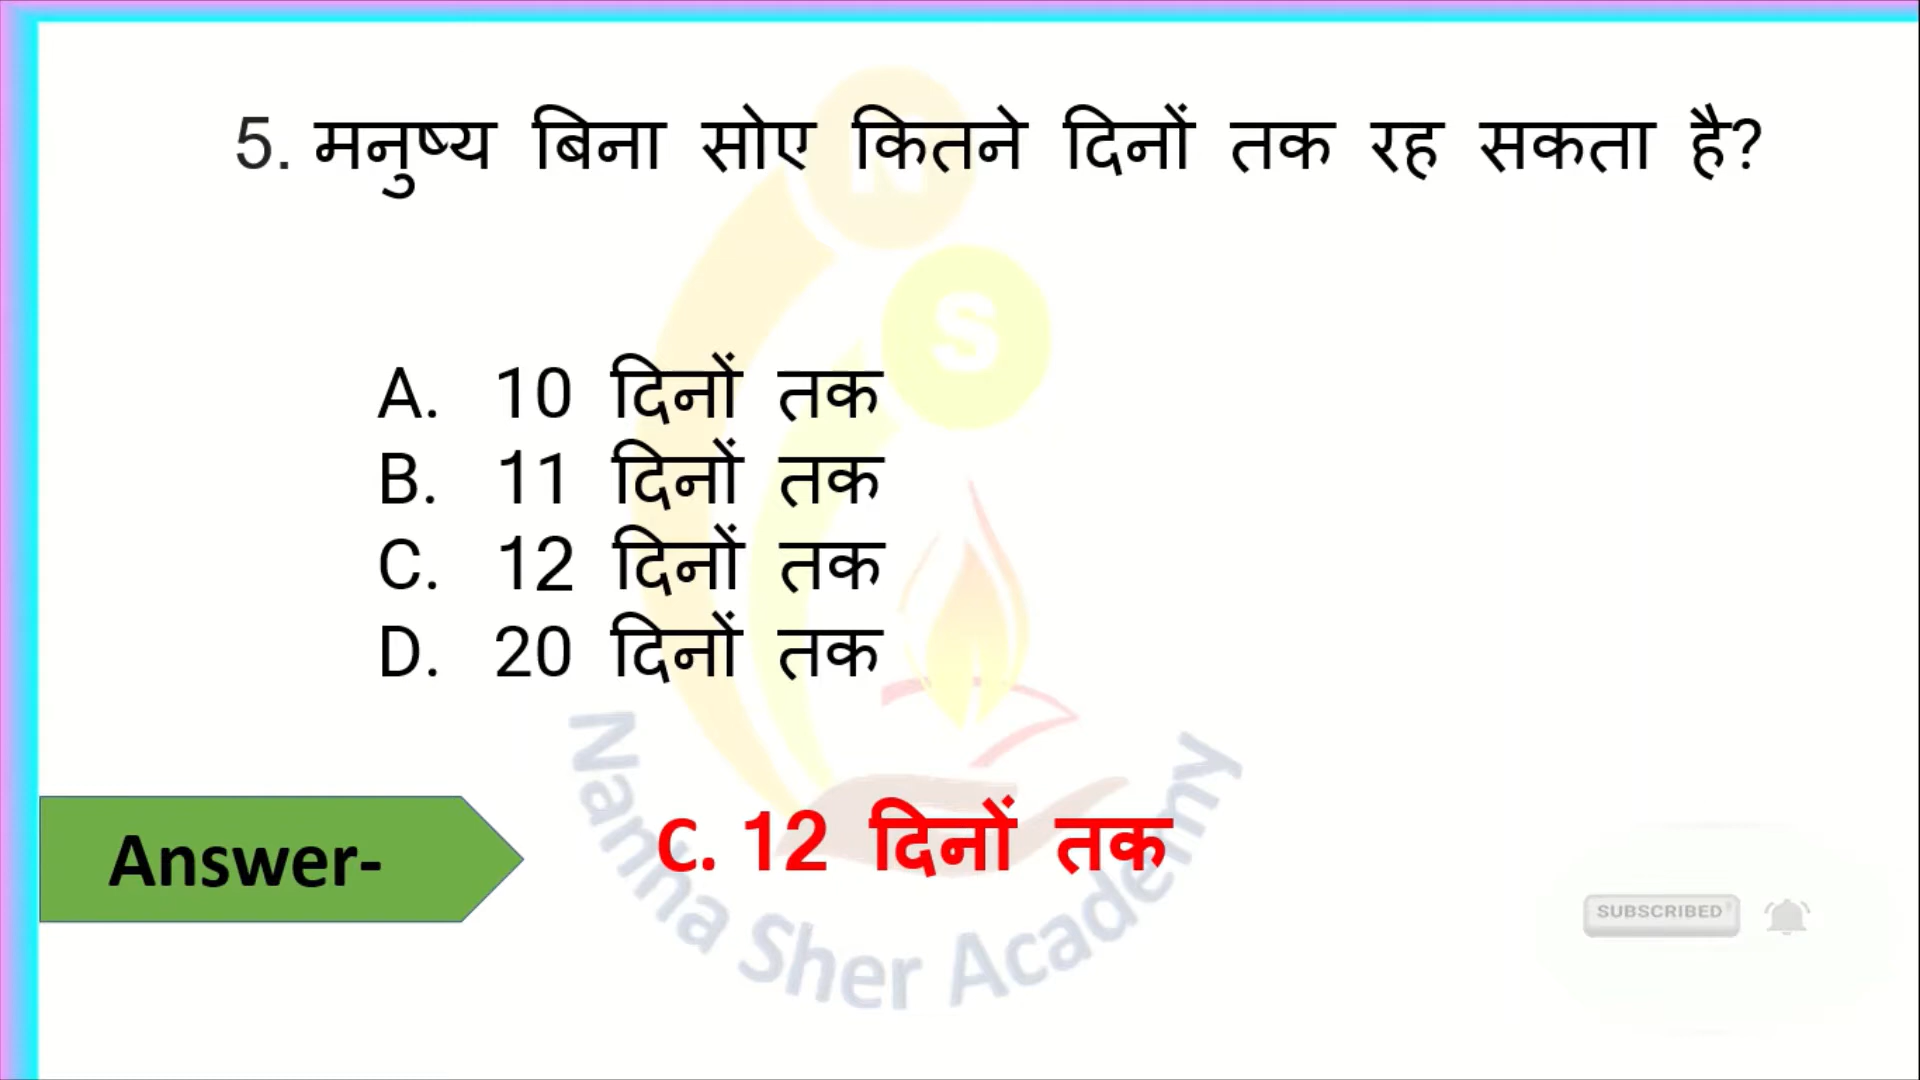 5. मनुष्य बिना सोए कितने दिनों तक रह सकता है?
N
S
A. 10 दिनों तक
B. 11 दिनों तक
C. 12 दिनों तक
D. 20 दिनों तक
Answer-
C. 12 दिनों तक
Nanna Sher Academy
SUBSCRIBED